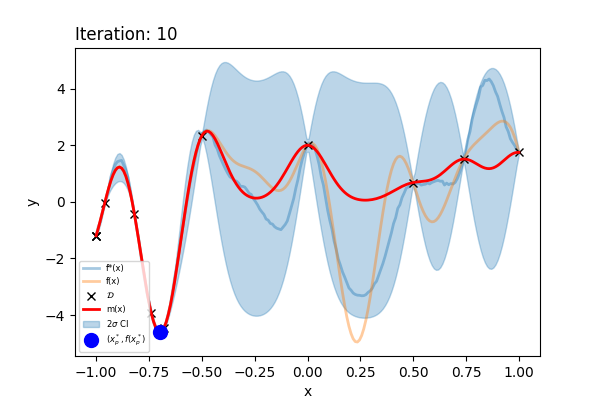 Iteration: 10
y
4
2
0
−2
−4
f*(x)
f(x)
𝒟
m(x)
2σ CI
(x*p, f(x*p)
−1.00 −0.75 −0.50 −0.25 0.00 0.25 0.50 0.75 1.00
x